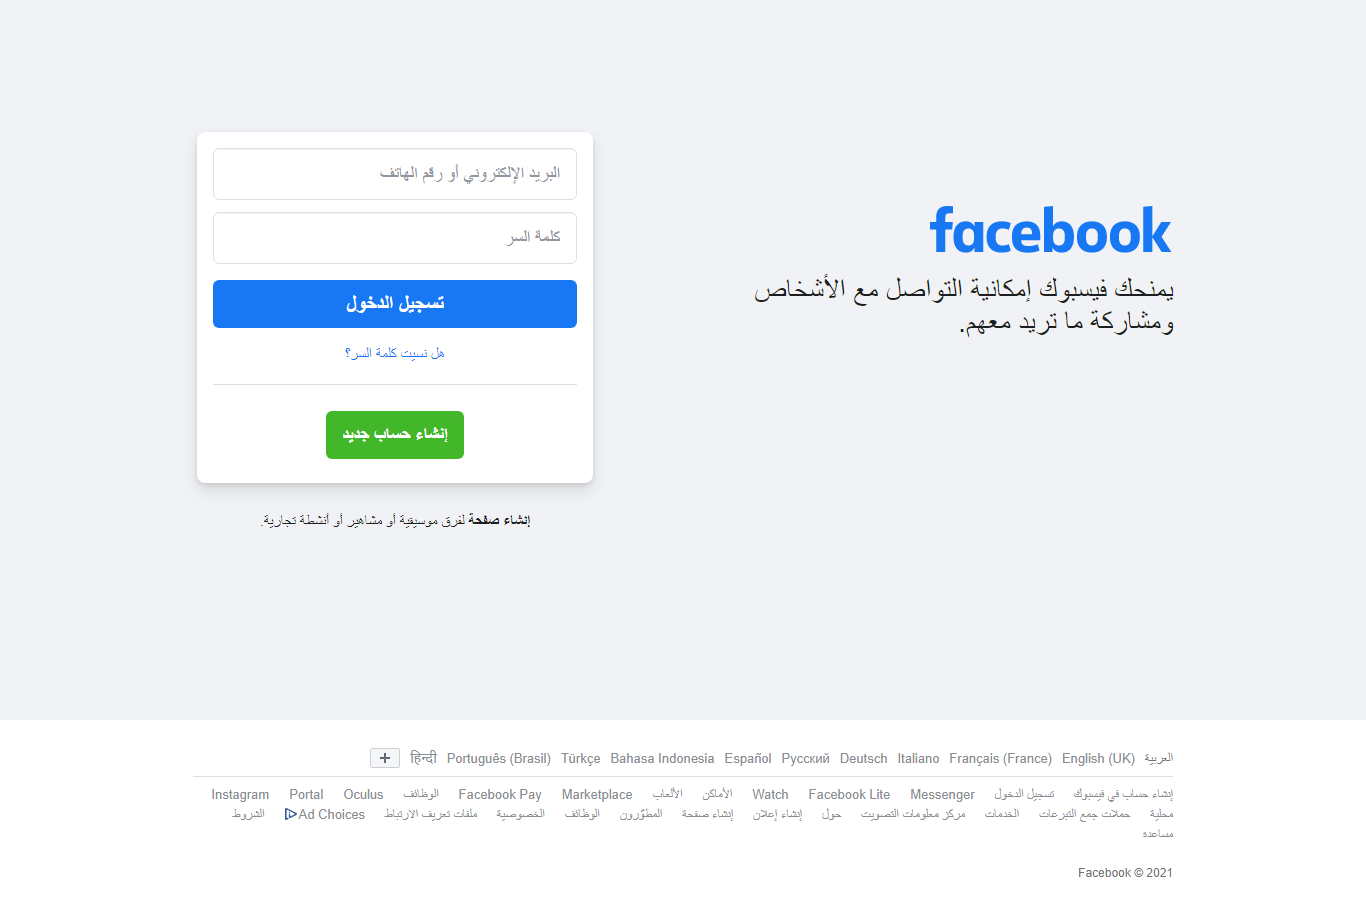 facebook
يمنحك فيسبوك إمكانية التواصل مع الأشخاص
ومشاركة ما تريد معهم.
البريد الإلكتروني أو رقم الهاتف
كلمة السر
تسجيل الدخول
هل نسيت كلمة السر؟
إنشاء حساب جديد
إنشاء صفحة لفرق موسيقية أو مشاهير أو أنشطة تجارية.
العربية English (UK) Français (France) Italiano Deutsch Русский Español Bahasa Indonesia Türkçe Português (Brasil) हिन्दी
إنشاء حساب في فيسبوك تسجيل الدخول Messenger Facebook Lite Watch الأماكن الألعاب Marketplace Facebook Pay الوظائف Oculus Portal Instagram
محلية حملات جمع التبرعات الخدمات مركز معلومات التصويت حول إنشاء إعلان إنشاء صفحة المطوّرون الوظائف الخصوصية ملفات تعريف الارتباط Ad Choices الشروط
مساعدة
Facebook © 2021